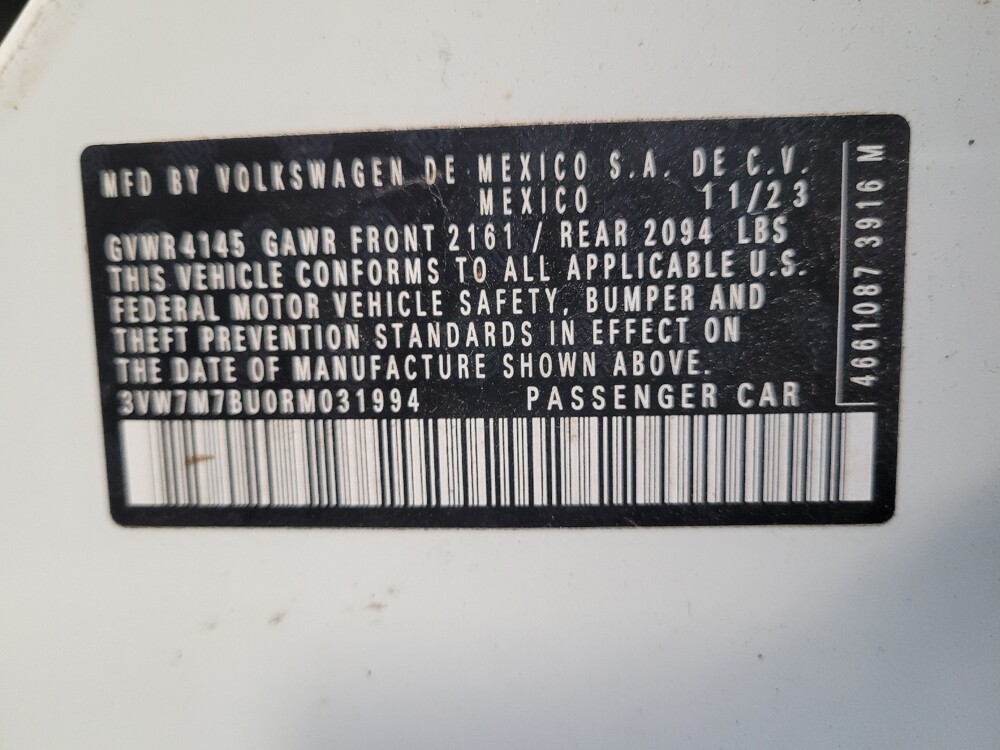 MFD BY VOLKSWAGEN DE MEXICO S.A. DE C.V.
MEXICO 11/23
GVWR 4145 GAWR FRONT 2161 / REAR 2094 LBS
THIS VEHICLE CONFORMS TO ALL APPLICABLE U.S.
FEDERAL MOTOR VEHICLE SAFETY, BUMPER AND
THEFT PREVENTION STANDARDS IN EFFECT ON
THE DATE OF MANUFACTURE SHOWN ABOVE.
3VW7M7BU0RM031994 PASSENGER CAR
4661087 3916 M